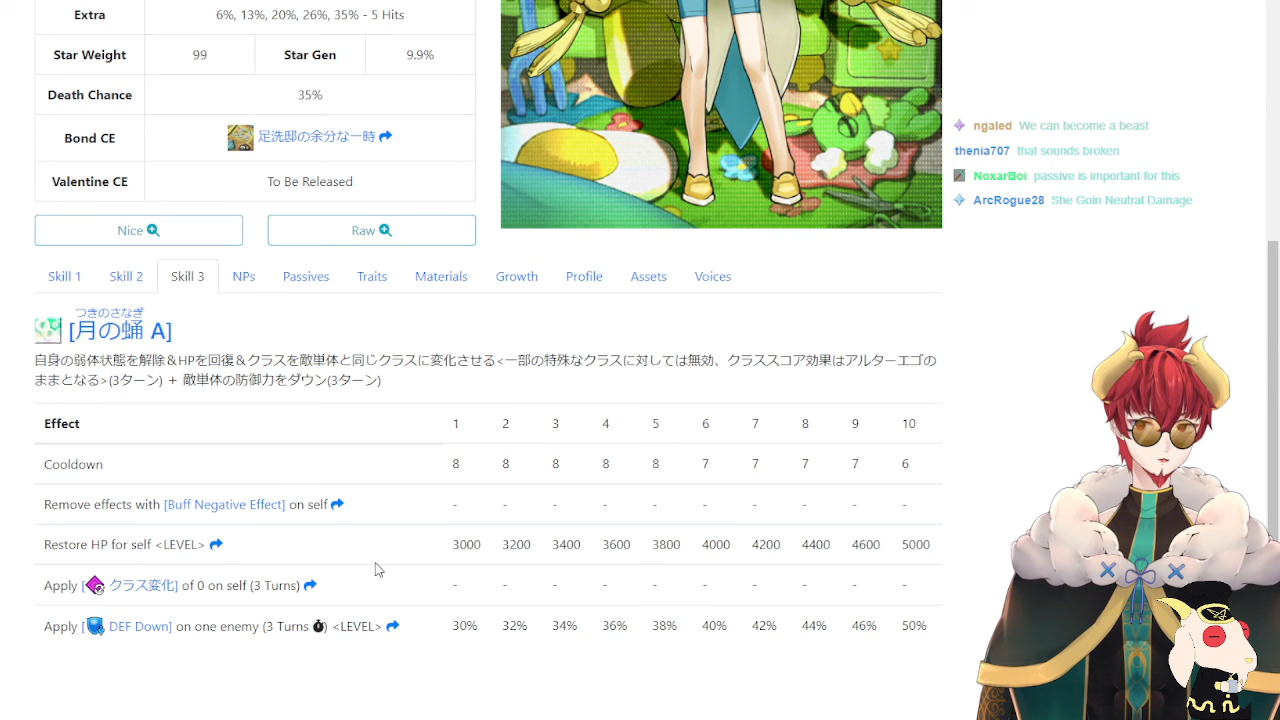 Extra 6%, 13%, 20%, 26%, 35% - 5 Hits
Star Weight 99 Star Gen 9.9%
35%
Bond CE
Valentine CE To Be Released
Nice Raw
Skill 1 Skill 2 Skill 3 NPs Passives Traits Materials Growth Profile Assets Voices
つきのさなぎ
[月の蛹 A]
自身の弱体状態を解除＆HPを回復＆クラスを敵単体と同じクラスに変化させる<一部の特殊なクラスに対しては無効、クラススコア効果はアルターエゴの
ままとなる>(3ターン) + 敵単体の防御力をダウン(3ターン)
Effect 1 2 3 4 5 6 7 8 9 10
Cooldown 8 8 8 8 8 7 7 7 7 6
Remove effects with [Buff Negative Effect] on self - - - - - - - - - -
Restore HP for self <LEVEL> 3000 3200 3400 3600 3800 4000 4200 4400 4600 5000
Apply [クラス変化] of 0 on self (3 Turns) - - - - - - - - - -
Apply [DEF Down] on one enemy (3 Turns) <LEVEL> 30% 32% 34% 36% 38% 40% 42% 44% 46% 50%
ngaled We can become a beast
thenia707 that sounds broken
NoxarBoi passive is important for this
ArcRogue28 She Goin Neutral Damage